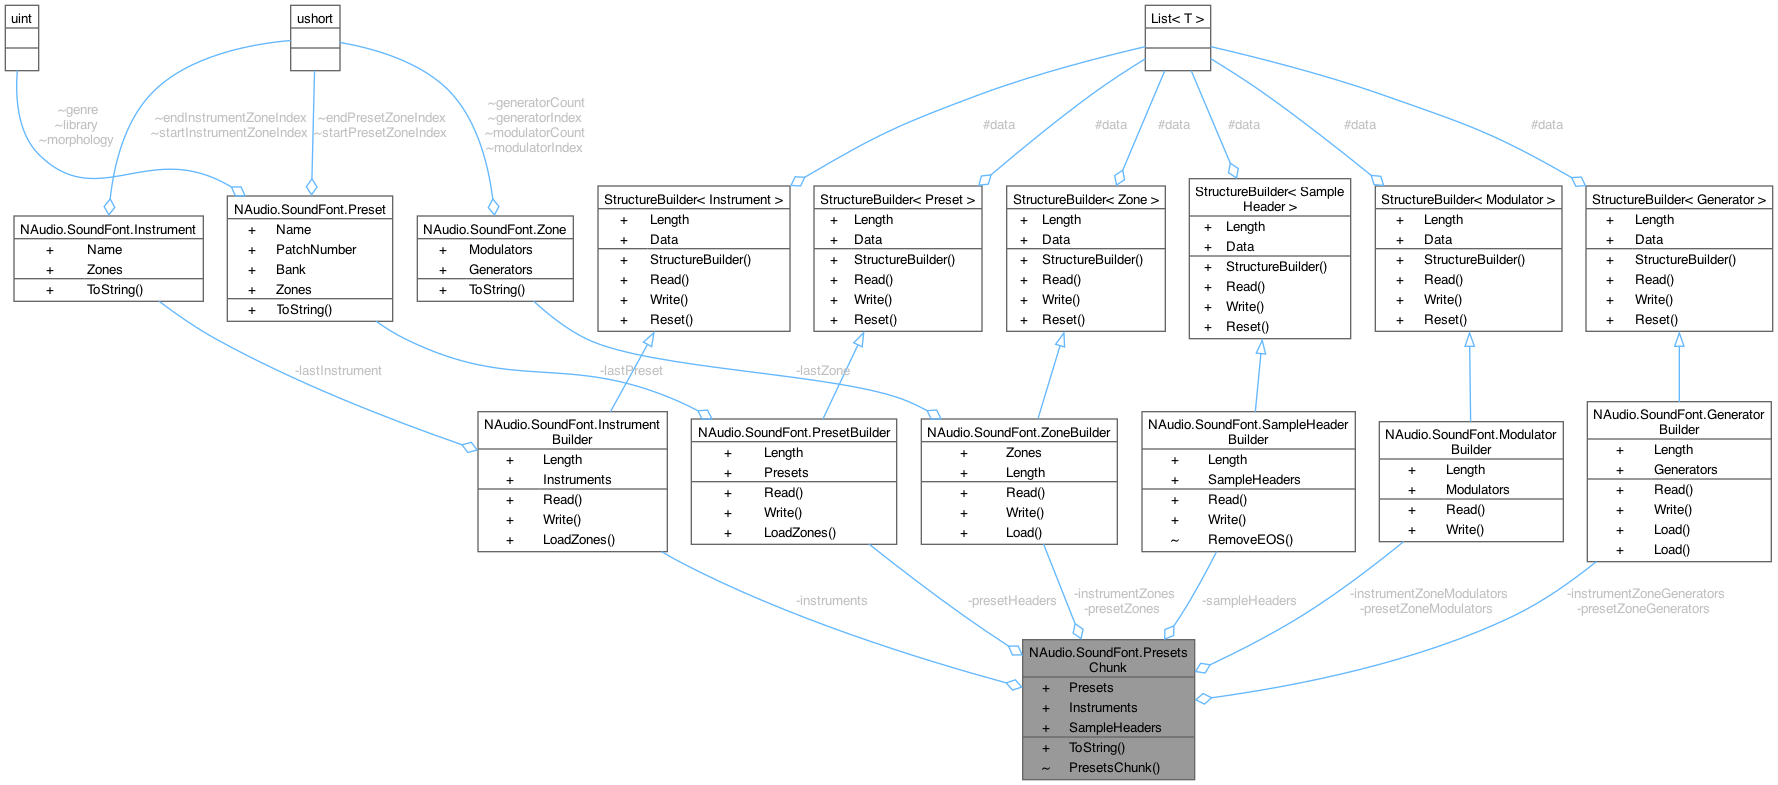 uint
ushort
List< T >
~genre
~library
~morphology
~endInstrumentZoneIndex
~startInstrumentZoneIndex
~endPresetZoneIndex
~startPresetZoneIndex
~generatorCount
~generatorIndex
~modulatorCount
~modulatorIndex
#data
#data
#data
#data
#data
#data
NAudio.SoundFont.Instrument
+ Name
+ Zones
+ ToString()
NAudio.SoundFont.Preset
+ Name
+ PatchNumber
+ Bank
+ Zones
+ ToString()
NAudio.SoundFont.Zone
+ Modulators
+ Generators
+ ToString()
StructureBuilder< Instrument >
+ Length
+ Data
+ StructureBuilder()
+ Read()
+ Write()
+ Reset()
StructureBuilder< Preset >
+ Length
+ Data
+ StructureBuilder()
+ Read()
+ Write()
+ Reset()
StructureBuilder< Zone >
+ Length
+ Data
+ StructureBuilder()
+ Read()
+ Write()
+ Reset()
StructureBuilder< Sample
Header >
+ Length
+ Data
+ StructureBuilder()
+ Read()
+ Write()
+ Reset()
StructureBuilder< Modulator >
+ Length
+ Data
+ StructureBuilder()
+ Read()
+ Write()
+ Reset()
StructureBuilder< Generator >
+ Length
+ Data
+ StructureBuilder()
+ Read()
+ Write()
+ Reset()
-lastInstrument
-lastPreset
-lastZone
NAudio.SoundFont.Instrument
Builder
+ Length
+ Instruments
+ Read()
+ Write()
+ LoadZones()
NAudio.SoundFont.PresetBuilder
+ Length
+ Presets
+ Read()
+ Write()
+ LoadZones()
NAudio.SoundFont.ZoneBuilder
+ Zones
+ Length
+ Read()
+ Write()
+ Load()
NAudio.SoundFont.SampleHeader
Builder
+ Length
+ SampleHeaders
+ Read()
+ Write()
~ RemoveEOS()
NAudio.SoundFont.Modulator
Builder
+ Length
+ Modulators
+ Read()
+ Write()
NAudio.SoundFont.Generator
Builder
+ Length
+ Generators
+ Read()
+ Write()
+ Load()
+ Load()
-instruments
-presetHeaders
-instrumentZones
-presetZones
-sampleHeaders
-instrumentZoneModulators
-presetZoneModulators
-instrumentZoneGenerators
-presetZoneGenerators
NAudio.SoundFont.Presets
Chunk
+ Presets
+ Instruments
+ SampleHeaders
+ ToString()
~ PresetsChunk()